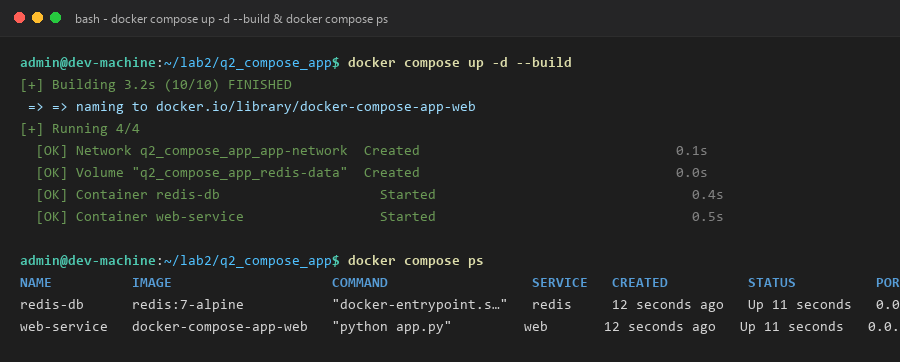 bash - docker compose up -d --build & docker compose ps
admin@dev-machine:~/lab2/q2_compose_app$ docker compose up -d --build
[+] Building 3.2s (10/10) FINISHED
=> => naming to docker.io/library/docker-compose-app-web
[+] Running 4/4
[OK] Network q2_compose_app_app-network Created 0.1s
[OK] Volume "q2_compose_app_redis-data" Created 0.0s
[OK] Container redis-db Started 0.4s
[OK] Container web-service Started 0.5s
admin@dev-machine:~/lab2/q2_compose_app$ docker compose ps
NAME IMAGE COMMAND SERVICE CREATED STATUS POR
redis-db redis:7-alpine "docker-entrypoint.s…" redis 12 seconds ago Up 11 seconds 0.0
web-service docker-compose-app-web "python app.py" web 12 seconds ago Up 11 seconds 0.0.